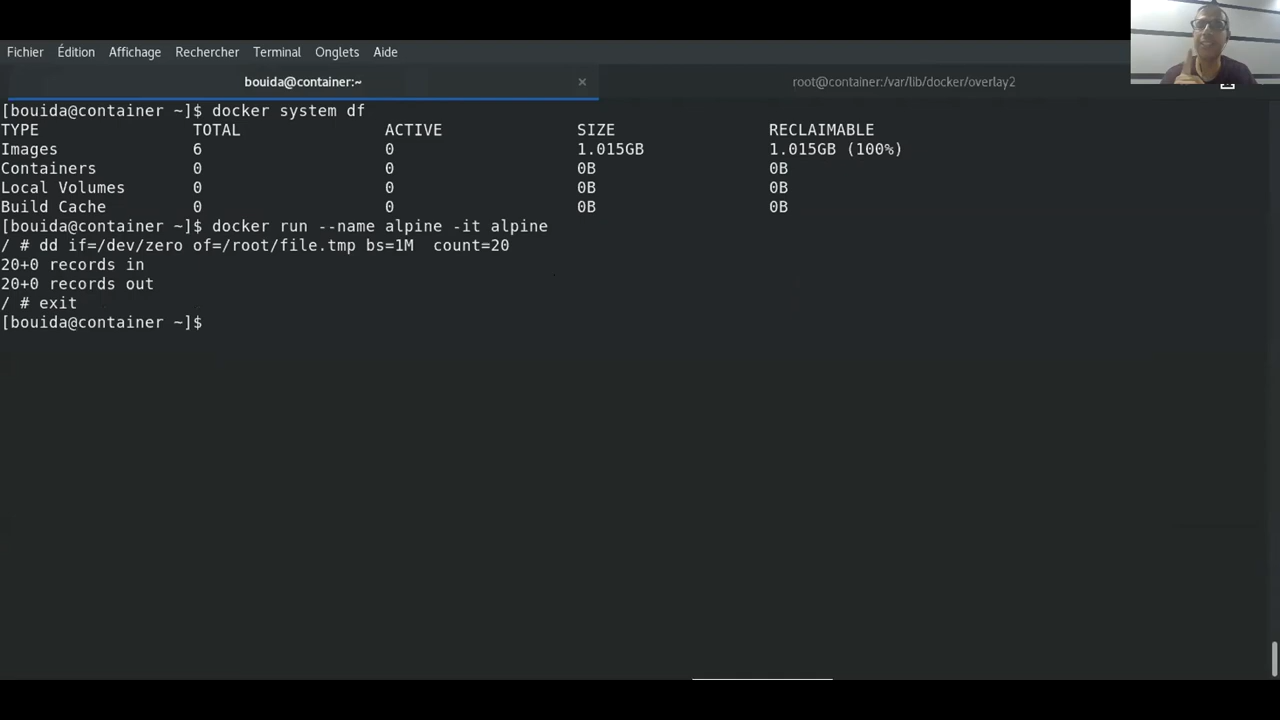 Fichier Édition Affichage Rechercher Terminal Onglets Aide
bouida@container:~ × root@container:/var/lib/docker/overlay2
[bouida@container ~]$ docker system df
TYPE TOTAL ACTIVE SIZE RECLAIMABLE
Images 6 0 1.015GB 1.015GB (100%)
Containers 0 0 0B 0B
Local Volumes 0 0 0B 0B
Build Cache 0 0 0B 0B
[bouida@container ~]$ docker run --name alpine -it alpine
/ # dd if=/dev/zero of=/root/file.tmp bs=1M  count=20
20+0 records in
20+0 records out
/ # exit
[bouida@container ~]$